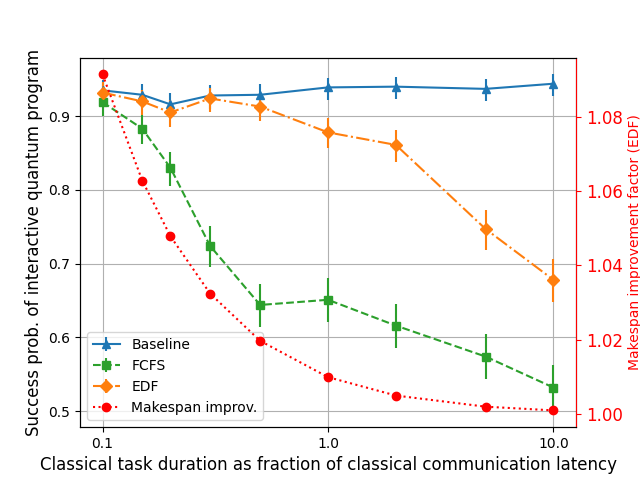 Success prob. of interactive quantum program
0.9
0.8
0.7
0.6
0.5
1.08
1.06
1.04
1.02
1.00
Makespan improvement factor (EDF)
Baseline
FCFS
EDF
Makespan improv.
0.1
1.0
10.0
Classical task duration as fraction of classical communication latency